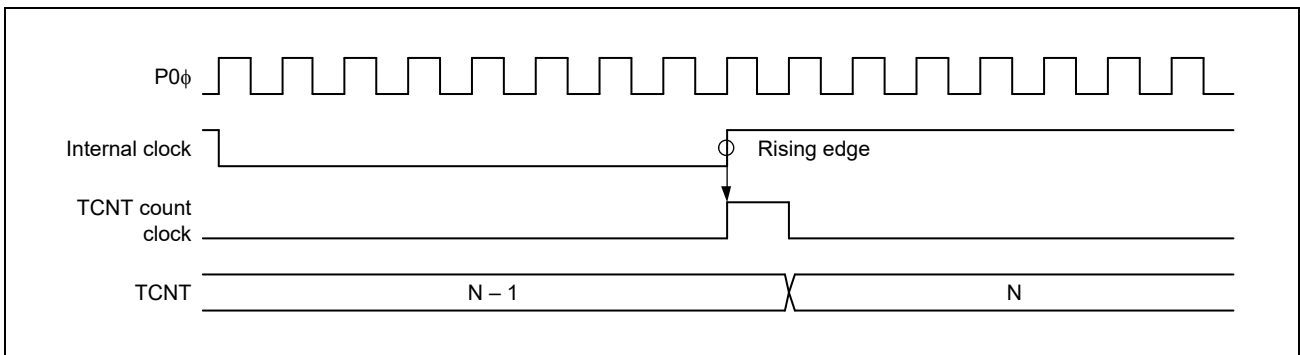 P0ϕ
Internal clock
Rising edge
TCNT count
clock
TCNT
N – 1
N